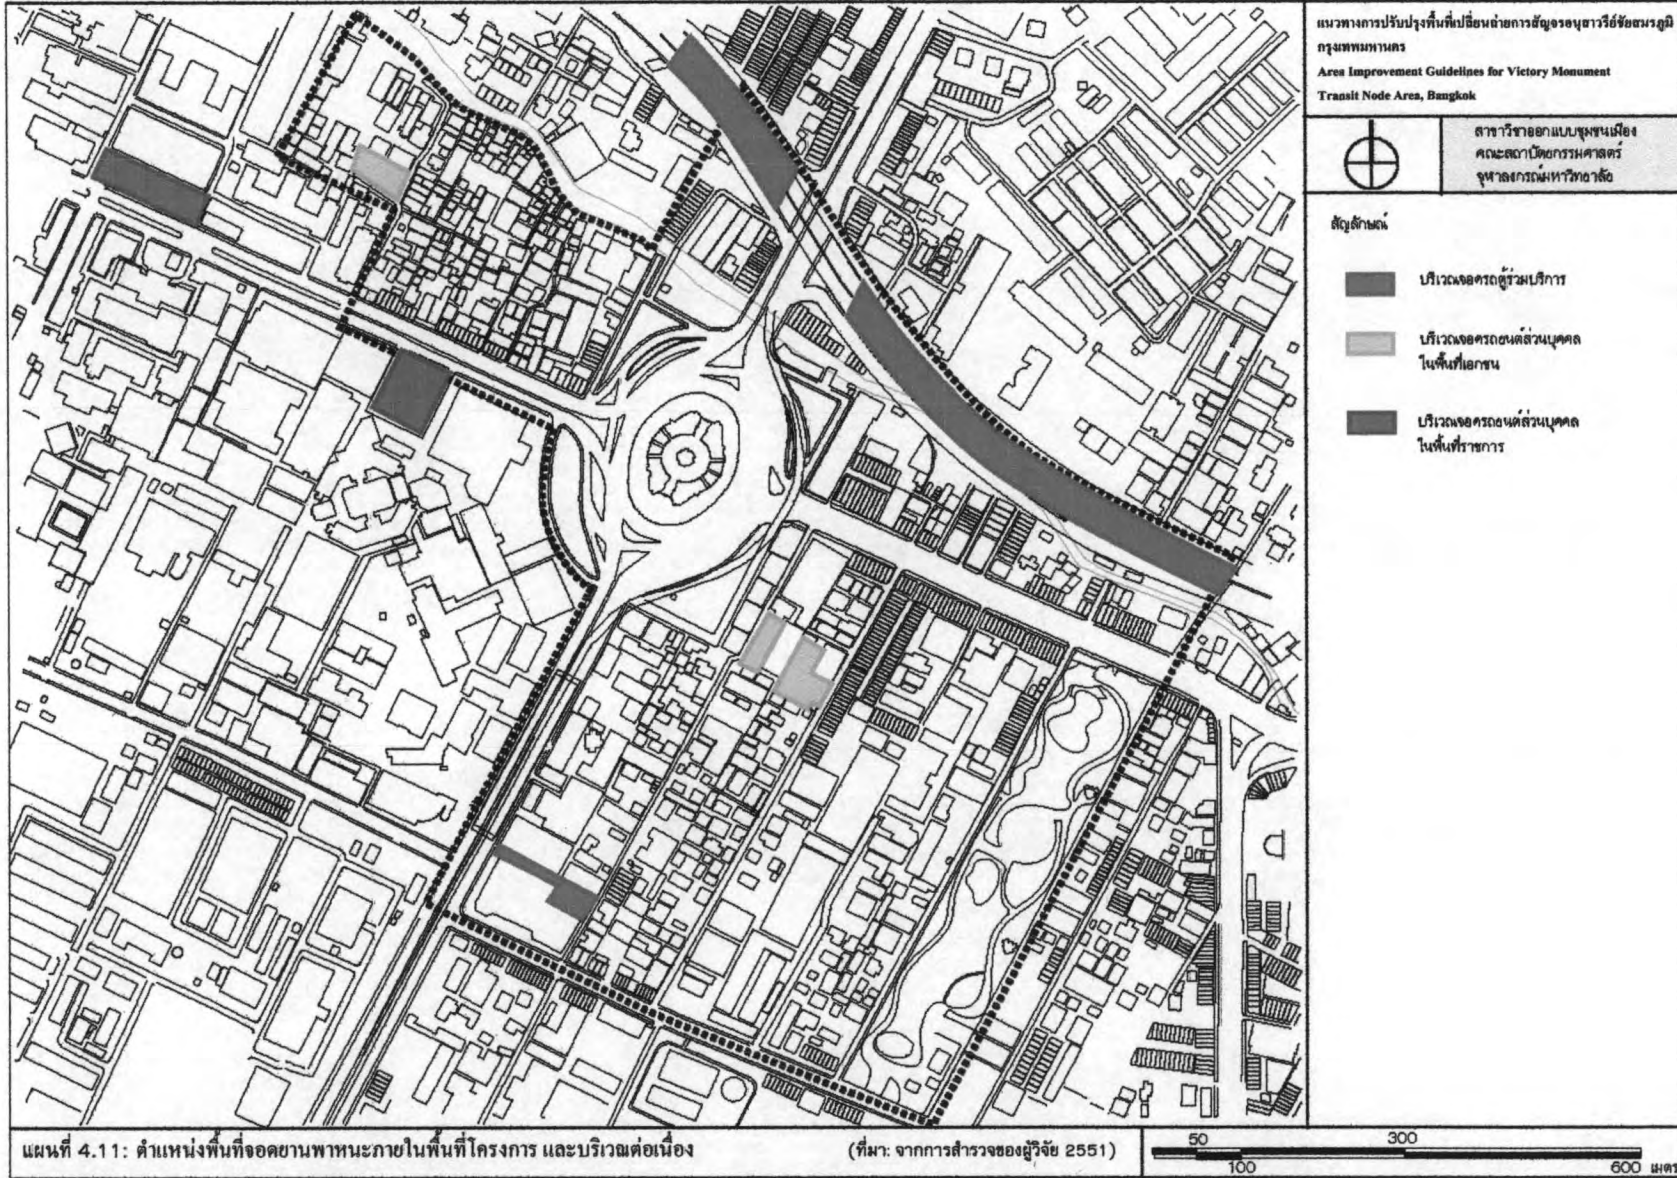 แนวทางการปรับปรุงพื้นที่เปลี่ยนถ่ายการสัญจรอนุสาวรีย์ชัยสมรภูมิ
กรุงเทพมหานคร
Area Improvement Guidelines for Victory Monument
Transit Node Area, Bangkok
สาขาวิชาออกแบบชุมชนเมือง
คณะสถาปัตยกรรมศาสตร์
จุฬาลงกรณ์มหาวิทยาลัย
สัญลักษณ์
บริเวณจอดรถตู้ร่วมบริการ
บริเวณจอดรถยนต์ส่วนบุคคล
ในพื้นที่เอกชน
บริเวณจอดรถยนต์ส่วนบุคคล
ในพื้นที่ราชการ
แผนที่ 4.11: ตำแหน่งพื้นที่จอดยานพาหนะภายในพื้นที่โครงการ และบริเวณต่อเนื่อง
(ที่มา: จากการสำรวจของผู้วิจัย 2551)
50 300
100 600 เมตร